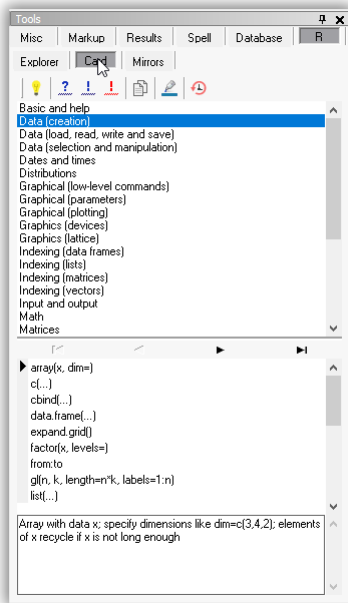 Tools
Misc Markup Results Spell Database R
Explorer Card Mirrors
Basic and help
Data (creation)
Data (load, read, write and save)
Data (selection and manipulation)
Dates and times
Distributions
Graphical (low-level commands)
Graphical (parameters)
Graphical (plotting)
Graphics (devices)
Graphics (lattice)
Indexing (data frames)
Indexing (lists)
Indexing (matrices)
Indexing (vectors)
Input and output
Math
Matrices
array(x, dim=)
c(...)
cbind(...)
data.frame(...)
expand.grid()
factor(x, levels=)
from:to
gl(n, k, length=n*k, labels=1:n)
list(...)
Array with data x; specify dimensions like dim=c(3,4,2); elements
of x recycle if x is not long enough